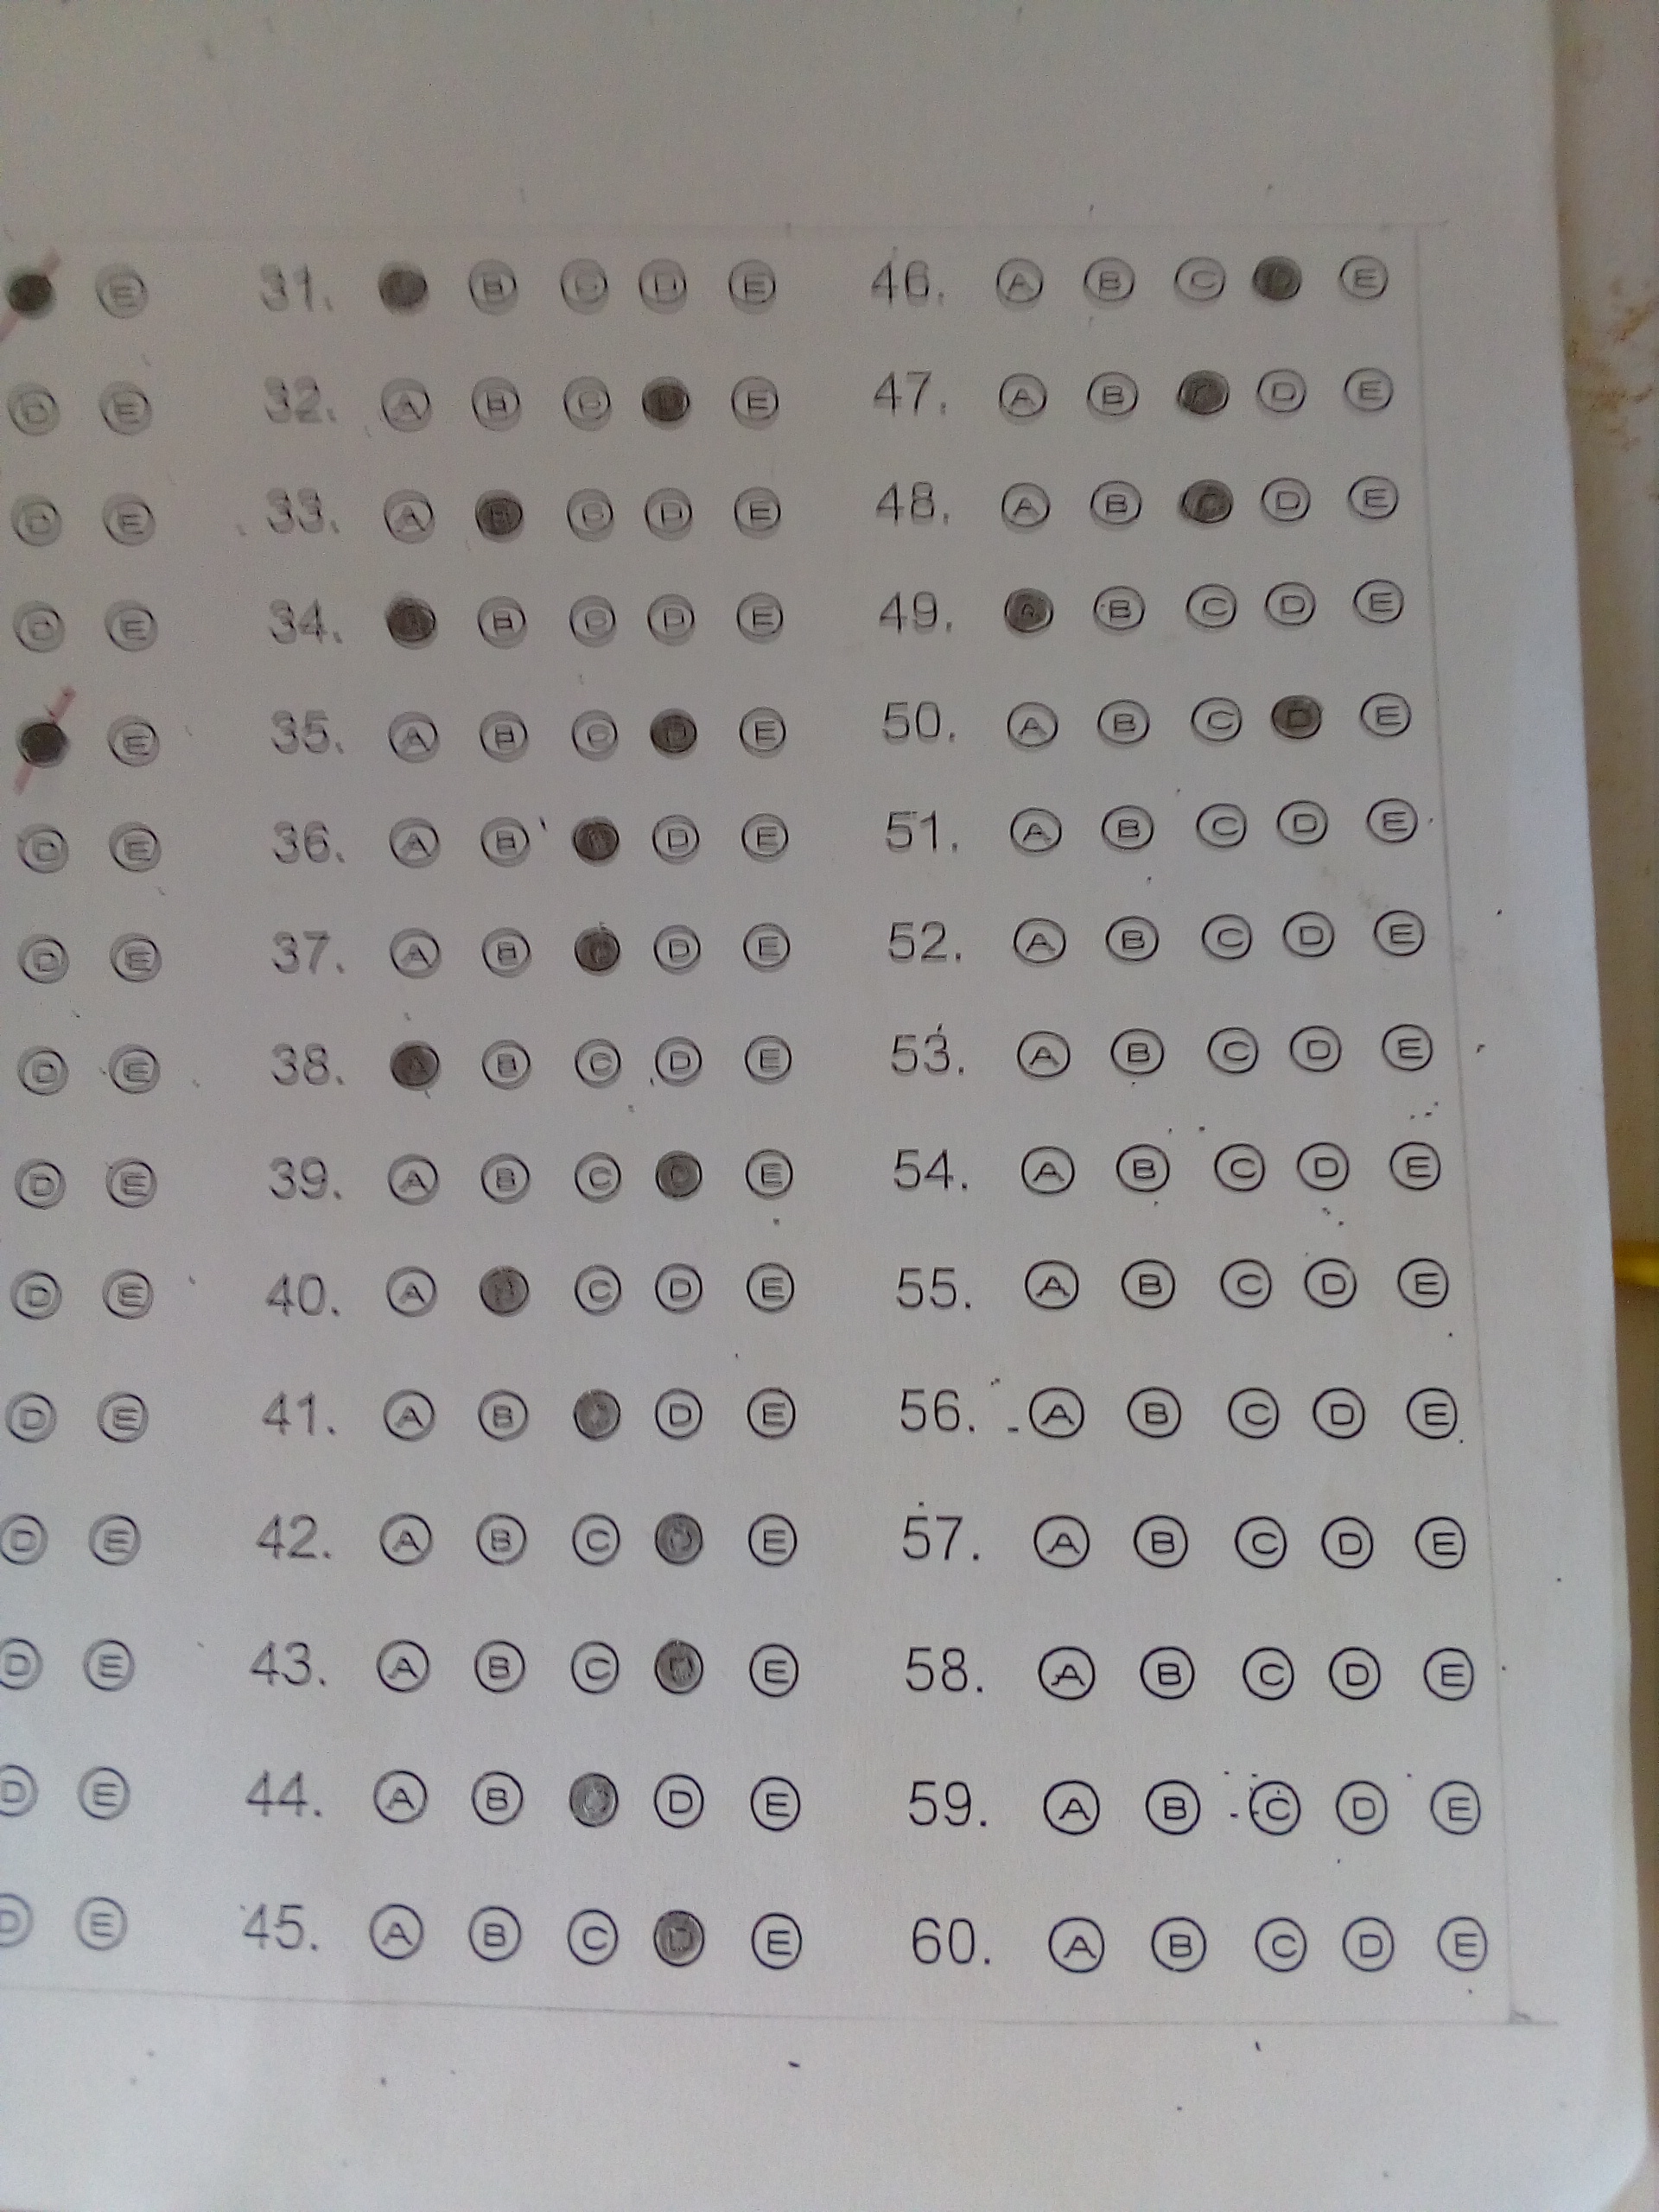 E 31. B C D E 46. A B C D E
D E 32. A B C E 47. A B D E
D E 33. A B C D E 48. A B C D E
D E 34. B C D E 49. A B C D E
E 35. A B C D E 50. A B C D E
D E 36. A B D E 51. A B C D E
D E 37. A B D E 52. A B C D E
D E 38. A B C D E 53. A B C D E
D E 39. A B C D E 54. A B C D E
D E 40. A B C D E 55. A B C D E
D E 41. A B D E 56. A B C D E
D E 42. A B C D E 57. A B C D E
D E 43. A B C D E 58. A B C D E
D E 44. A B C D E 59. A B C D E
D E 45. A B C D E 60. A B C D E